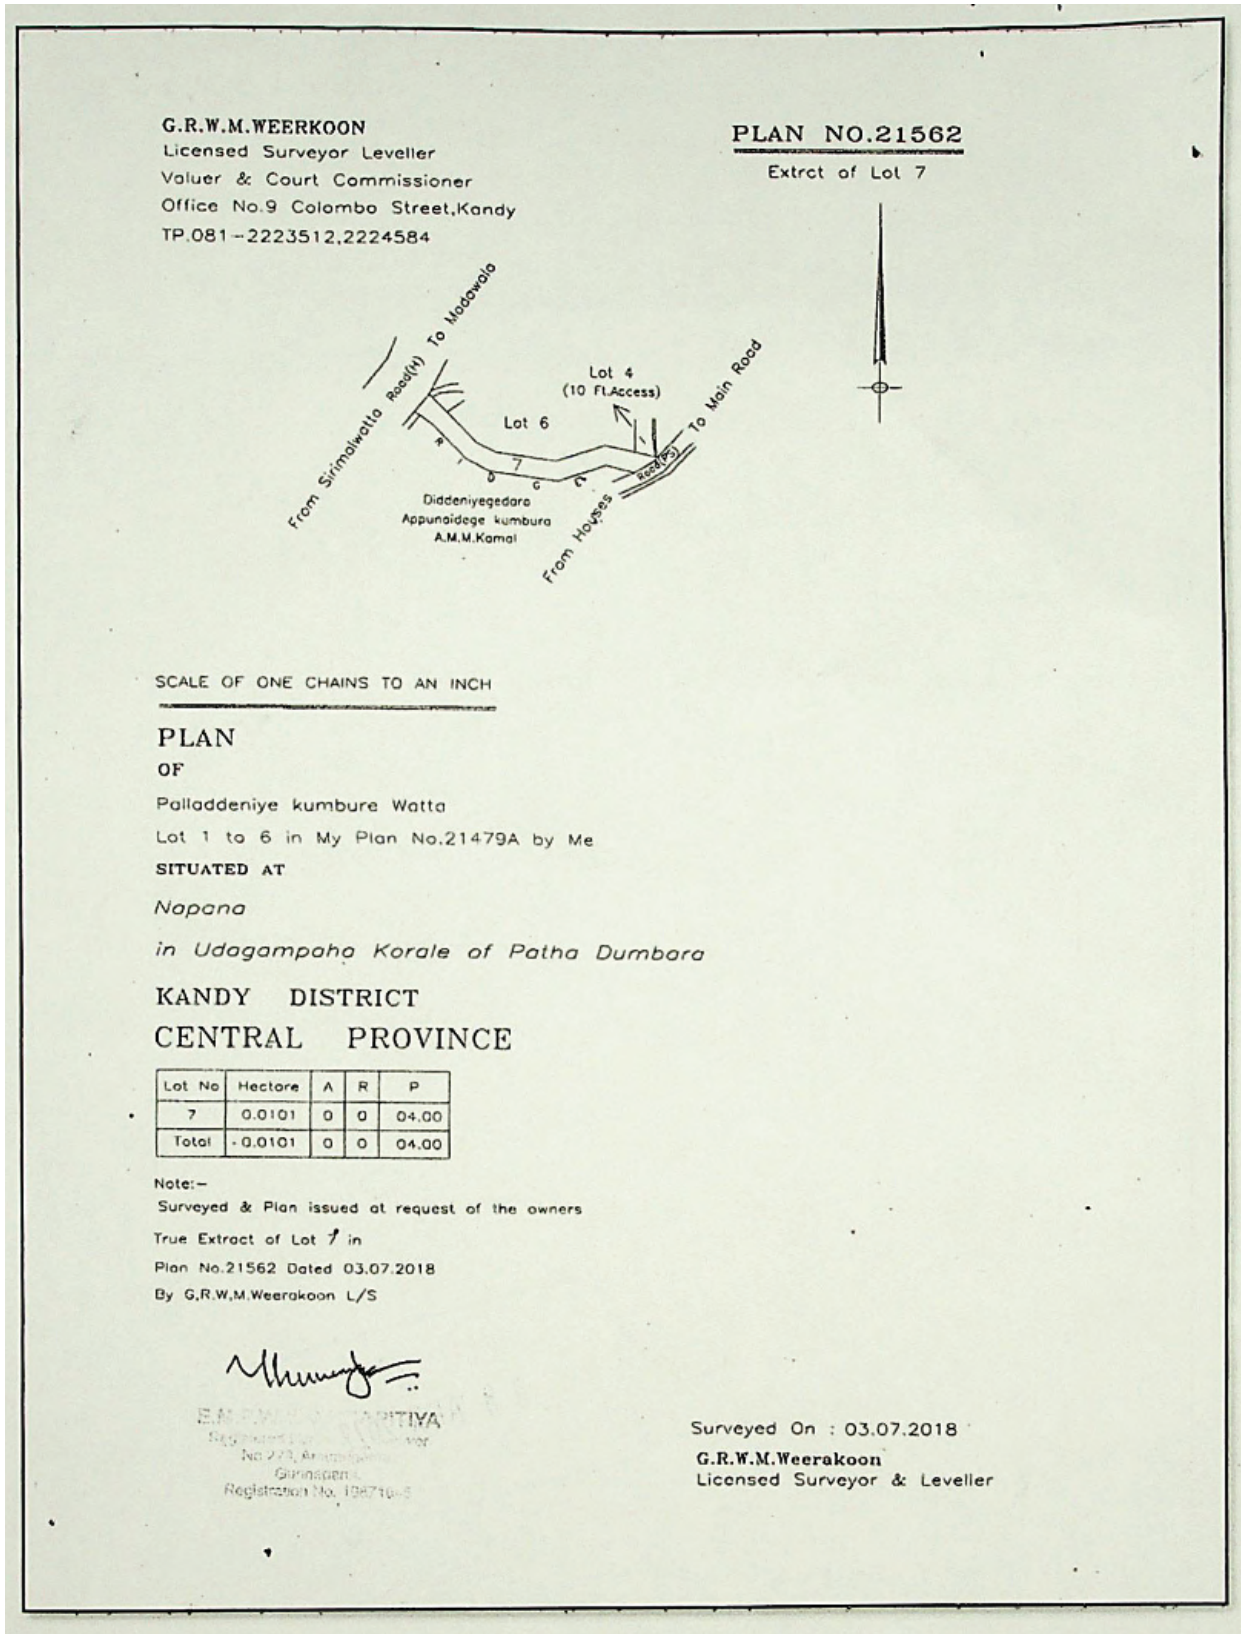 G.R.W.M.WEERKOON
Licensed Surveyor Leveller
Valuer & Court Commissioner
Office No.9 Colombo Street,Kandy
TP.081-2223512,2224584
PLAN NO.21562
Extrct of Lot 7
From Sirimalwatta Road(H) To Madawala
Lot 4
(10 Ft.Access)
Lot 6
7
R I D G E
Road(PS)
From Houses
To Main Road
Diddeniyegedara
Appunaidege kumbura
A.M.M.Kamal
SCALE OF ONE CHAINS TO AN INCH
PLAN
OF
Palladdeniye kumbure Watta
Lot 1 to 6 in My Plan No.21479A by Me
SITUATED AT
Napana
in Udagampaha Korale of Patha Dumbara
KANDY DISTRICT
CENTRAL PROVINCE
Lot No Hectare A R P
7 0.0101 0 0 04.00
Total 0.0101 0 0 04.00
Note:-
Surveyed & Plan issued at request of the owners
True Extract of Lot 7 in
Plan No.21562 Dated 03.07.2018
By G.R.W.M.Weerakoon L/S
Registration No.
Surveyed On : 03.07.2018
G.R.W.M.Weerakoon
Licensed Surveyor & Leveller